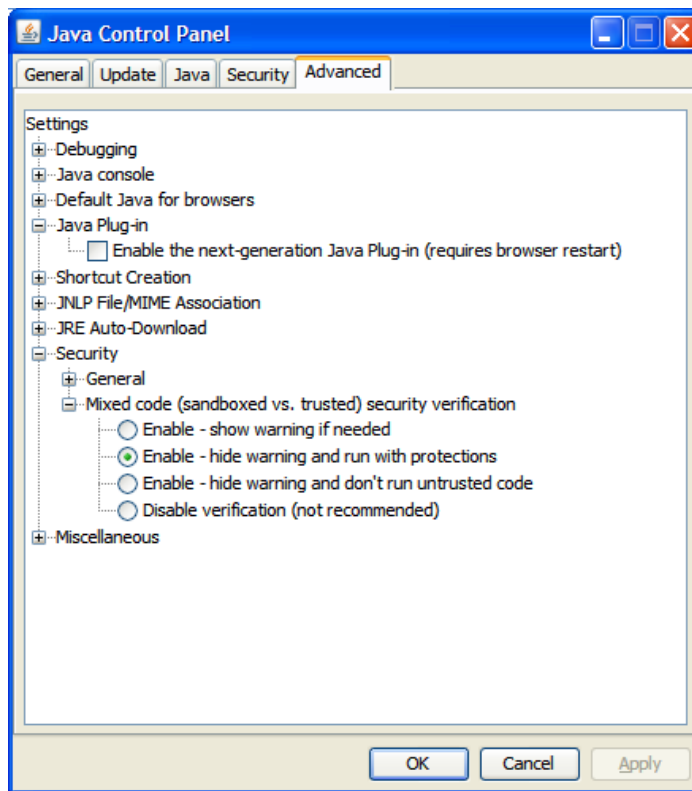 Java Control Panel
General Update Java Security Advanced
Settings
Debugging
Java console
Default Java for browsers
Java Plug-in
Enable the next-generation Java Plug-in (requires browser restart)
Shortcut Creation
JNLP File/MIME Association
JRE Auto-Download
Security
General
Mixed code (sandboxed vs. trusted) security verification
Enable - show warning if needed
Enable - hide warning and run with protections
Enable - hide warning and don't run untrusted code
Disable verification (not recommended)
Miscellaneous
OK Cancel Apply